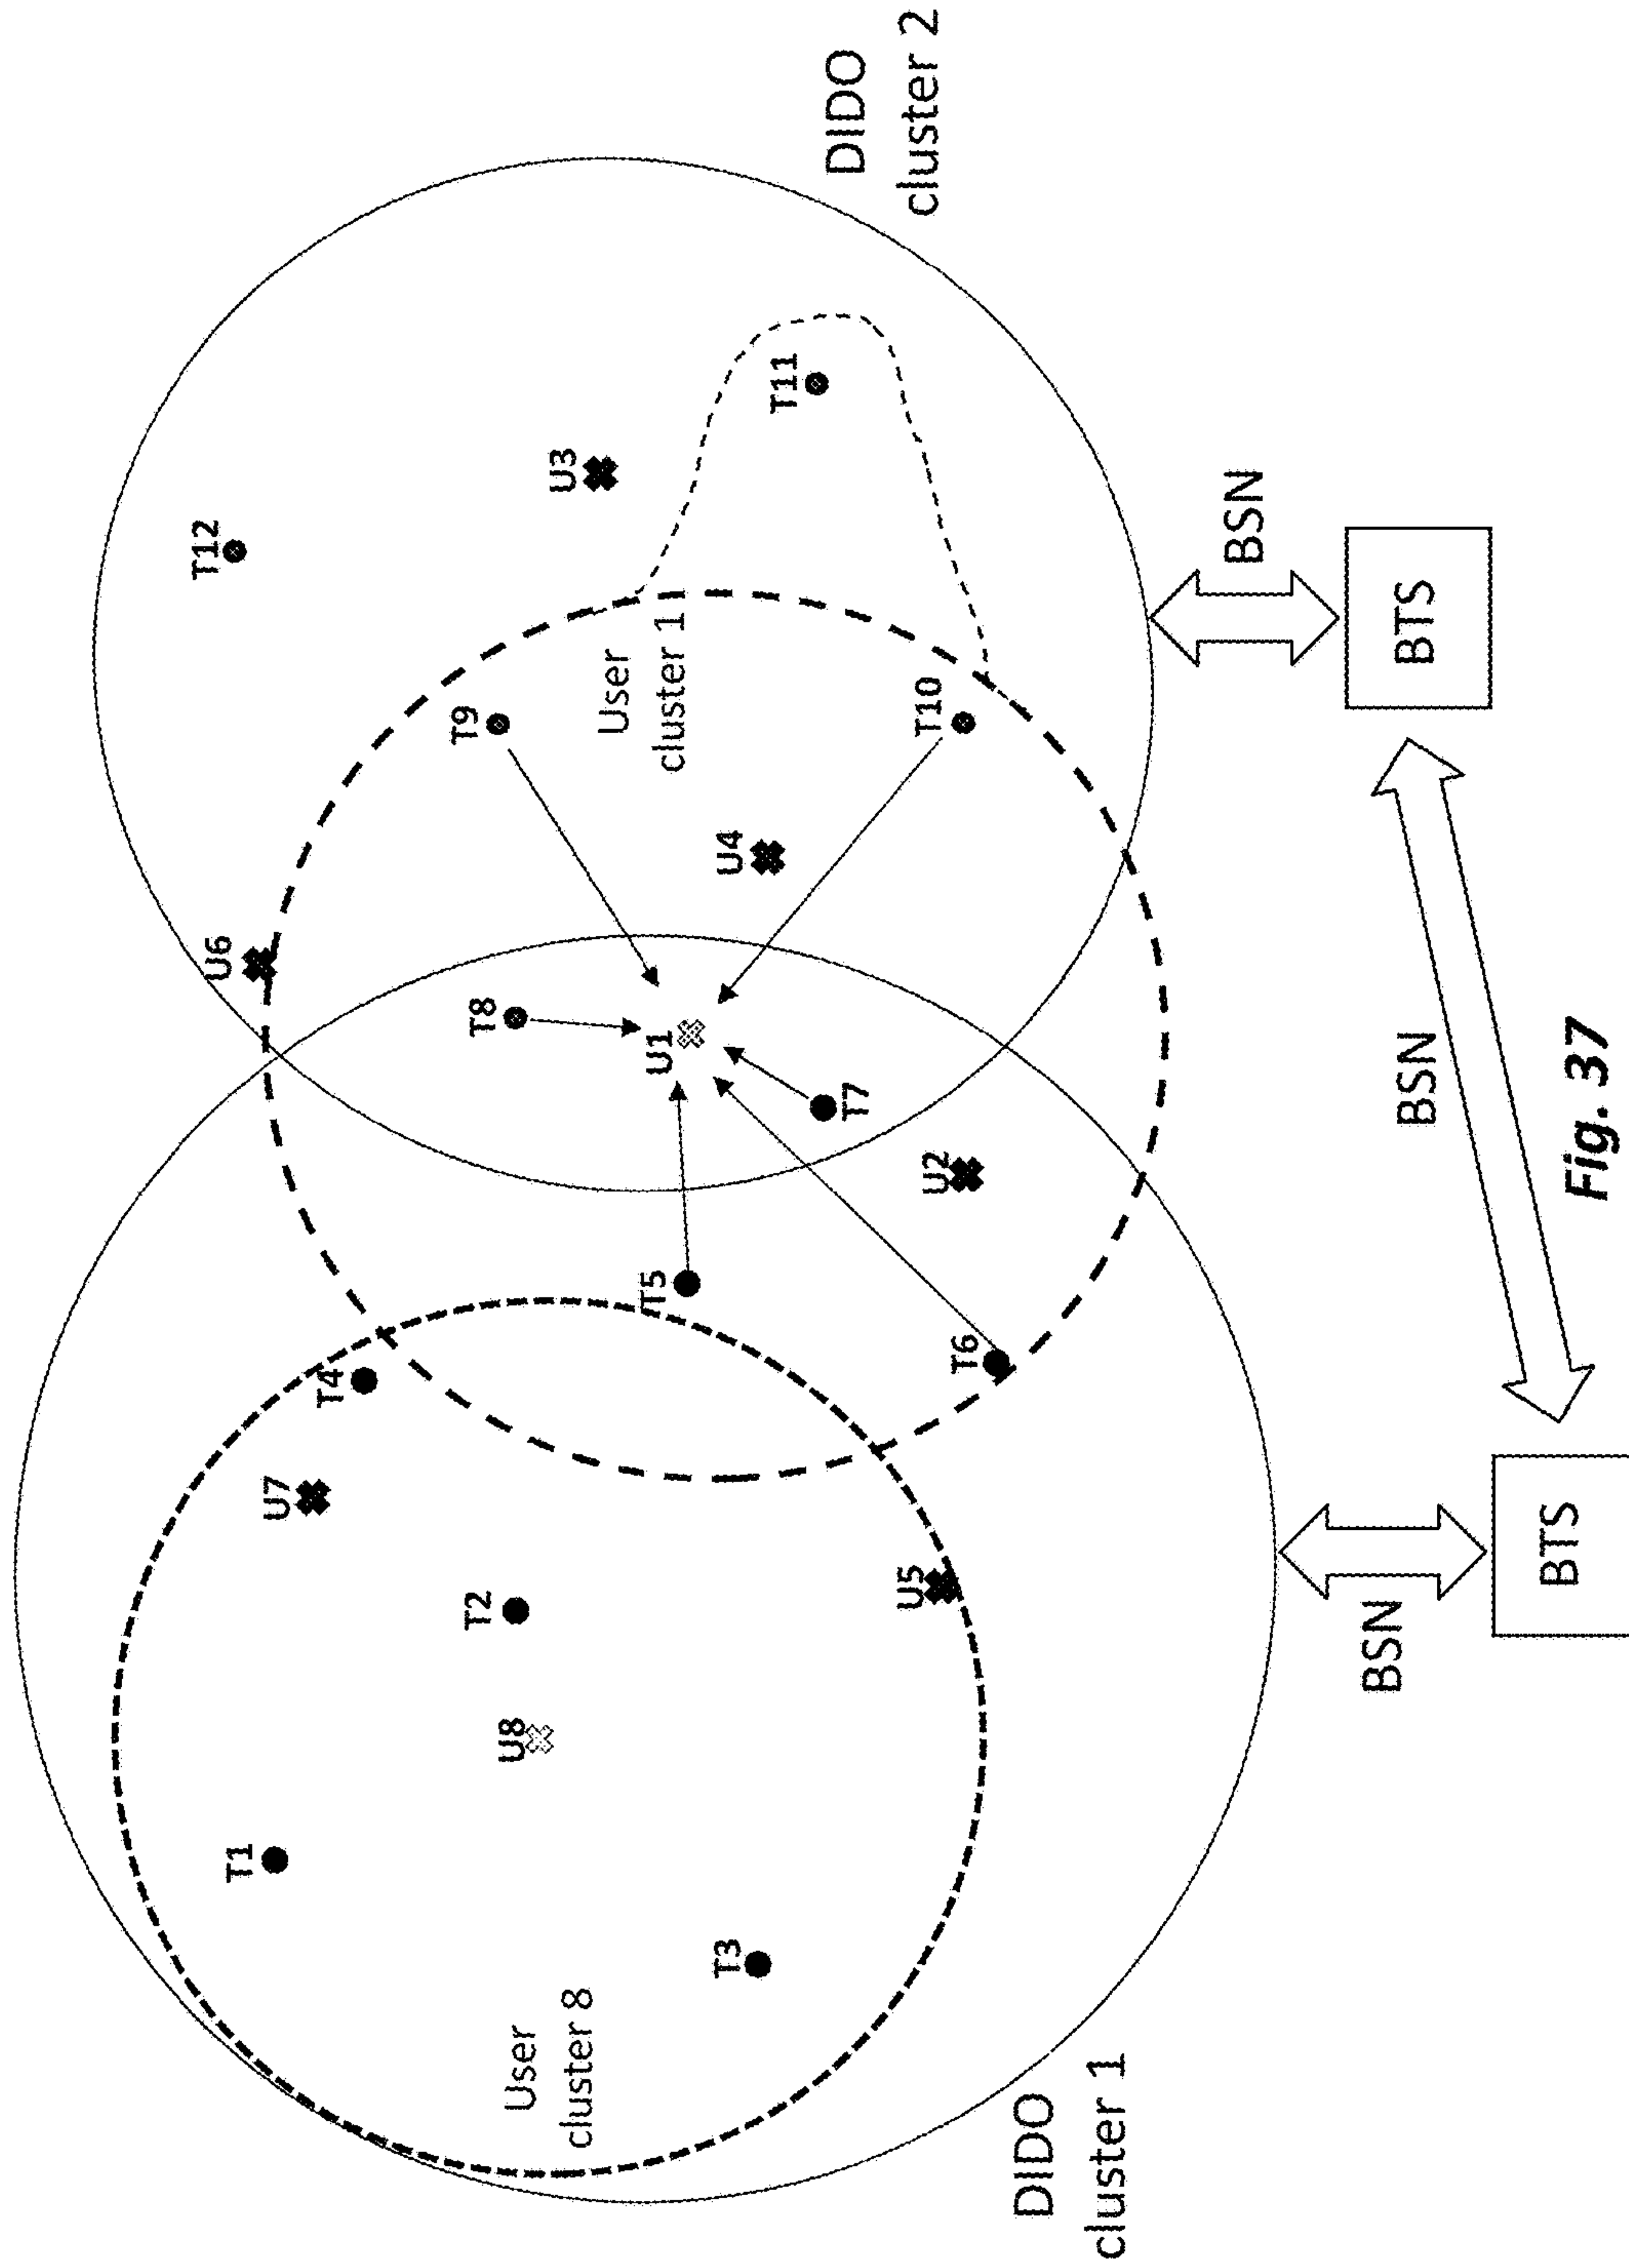 T12
U6
T1
U7
T4
T9
T2
T8
U8
User
cluster 8
U3
User
cluster 1
T5
U1
T3
U4
T11
DIDO
cluster 2
T7
U5
T10
U2
T6
DIDO
cluster 1
BSN
BSN
BTS
BSN
BTS
Fig. 37